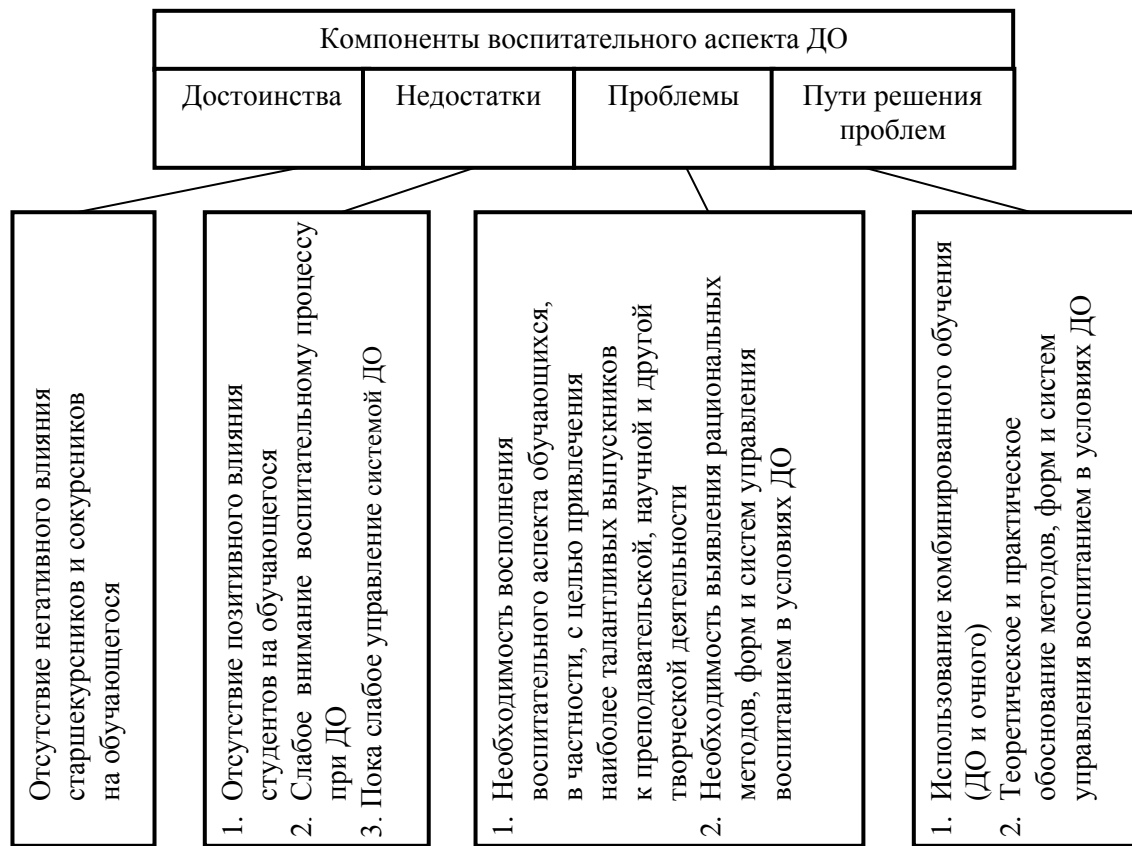 Компоненты воспитательного аспекта ДО
Достоинства
Недостатки
Проблемы
Пути решения
проблем
Отсутствие негативного влияния
старшекурсников и сокурсников
на обучающегося
1. Отсутствие позитивного влияния
студентов на обучающегося
2. Слабое внимание воспитательному процессу
при ДО
3. Пока слабое управление системой ДО
1. Необходимость восполнения
воспитательного аспекта обучающихся,
в частности, с целью привлечения
наиболее талантливых выпускников
к преподавательской, научной и другой
творческой деятельности
2. Необходимость выявления рациональных
методов, форм и систем управления
воспитанием в условиях ДО
1. Использование комбинированного обучения
(ДО и очного)
2. Теоретическое и практическое
обоснование методов, форм и систем
управления воспитанием в условиях ДО